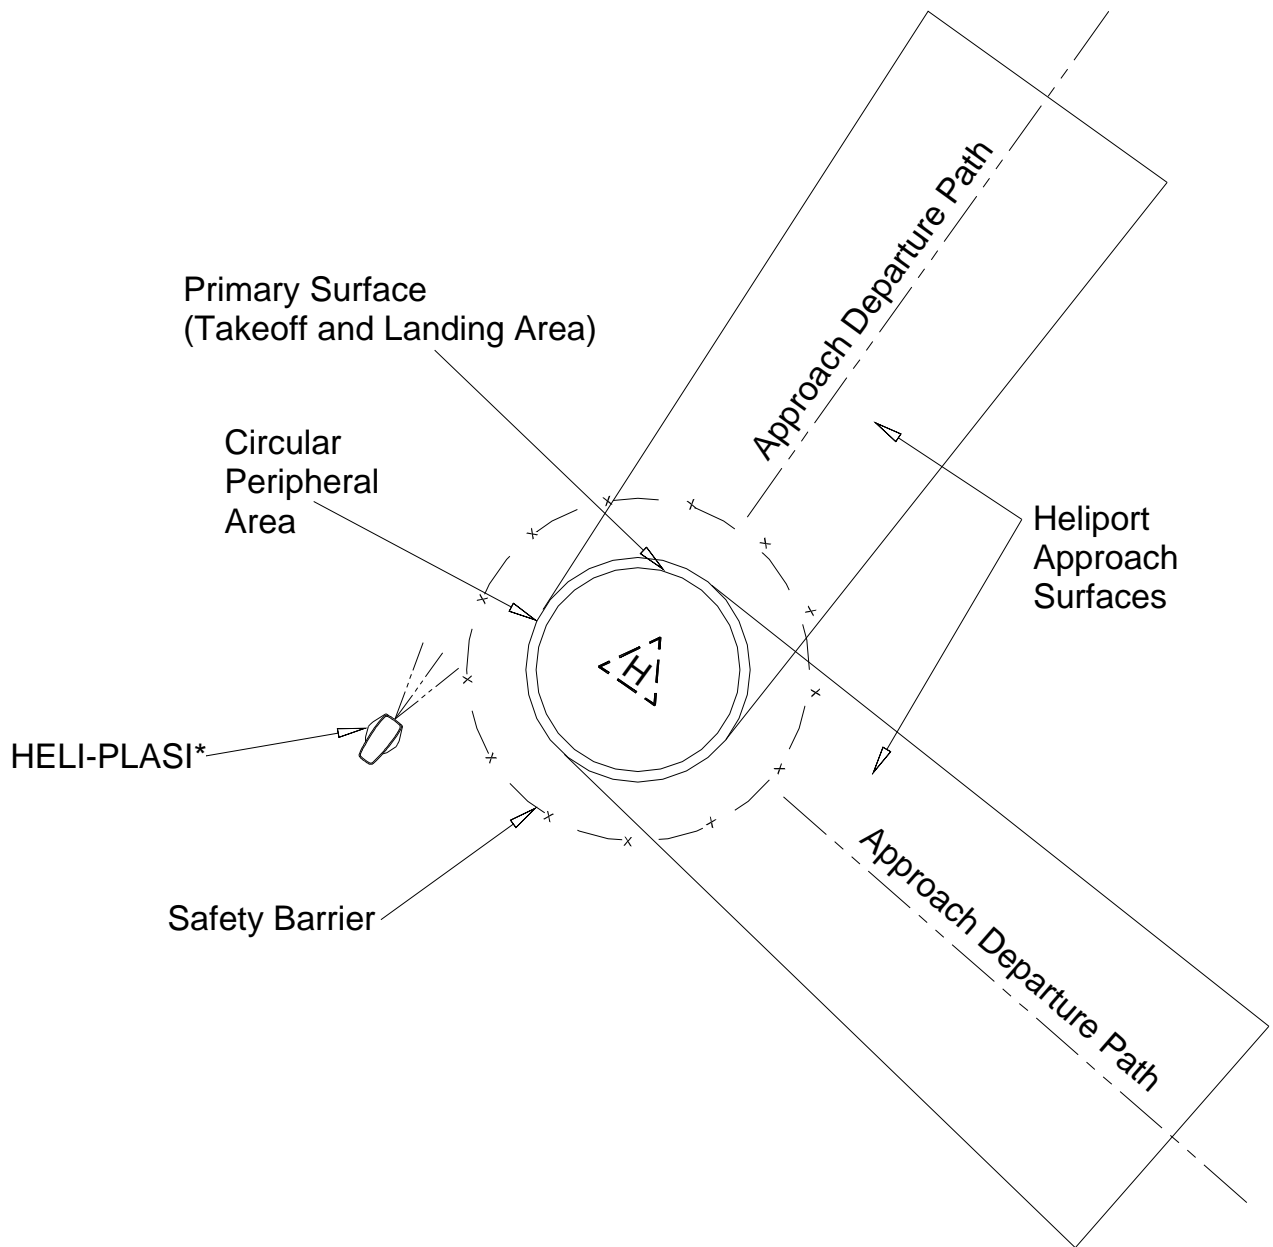 Approach Departure Path
Primary Surface
(Takeoff and Landing Area)
Circular
Peripheral
Area
Heliport
Approach
Surfaces
H
HELI-PLASI*
Safety Barrier
Approach Departure Path